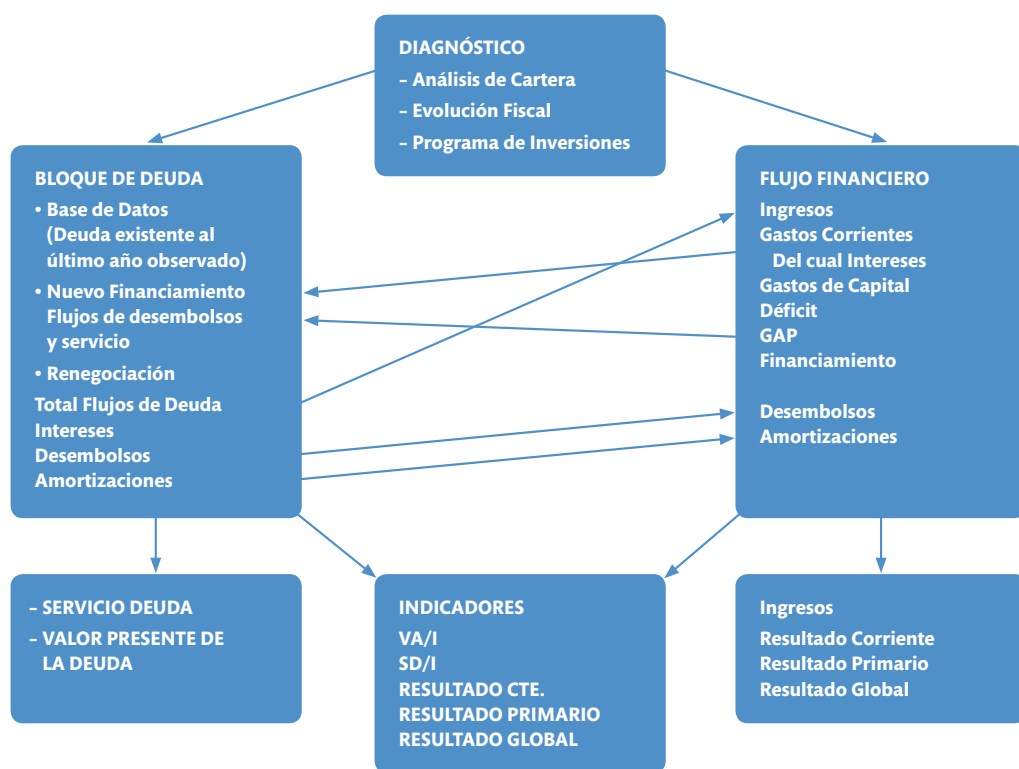 DIAGNÓSTICO
– Análisis de Cartera
– Evolución Fiscal
– Programa de Inversiones
BLOQUE DE DEUDA
• Base de Datos
(Deuda existente al
último año observado)
• Nuevo Financiamiento
Flujos de desembolsos
y servicio
• Renegociación
Total Flujos de Deuda
Intereses
Desembolsos
Amortizaciones
FLUJO FINANCIERO
Ingresos
Gastos Corrientes
Del cual Intereses
Gastos de Capital
Déficit
GAP
Financiamiento
Desembolsos
Amortizaciones
– SERVICIO DEUDA
– VALOR PRESENTE DE
LA DEUDA
INDICADORES
VA/I
SD/I
RESULTADO CTE.
RESULTADO PRIMARIO
RESULTADO GLOBAL
Ingresos
Resultado Corriente
Resultado Primario
Resultado Global